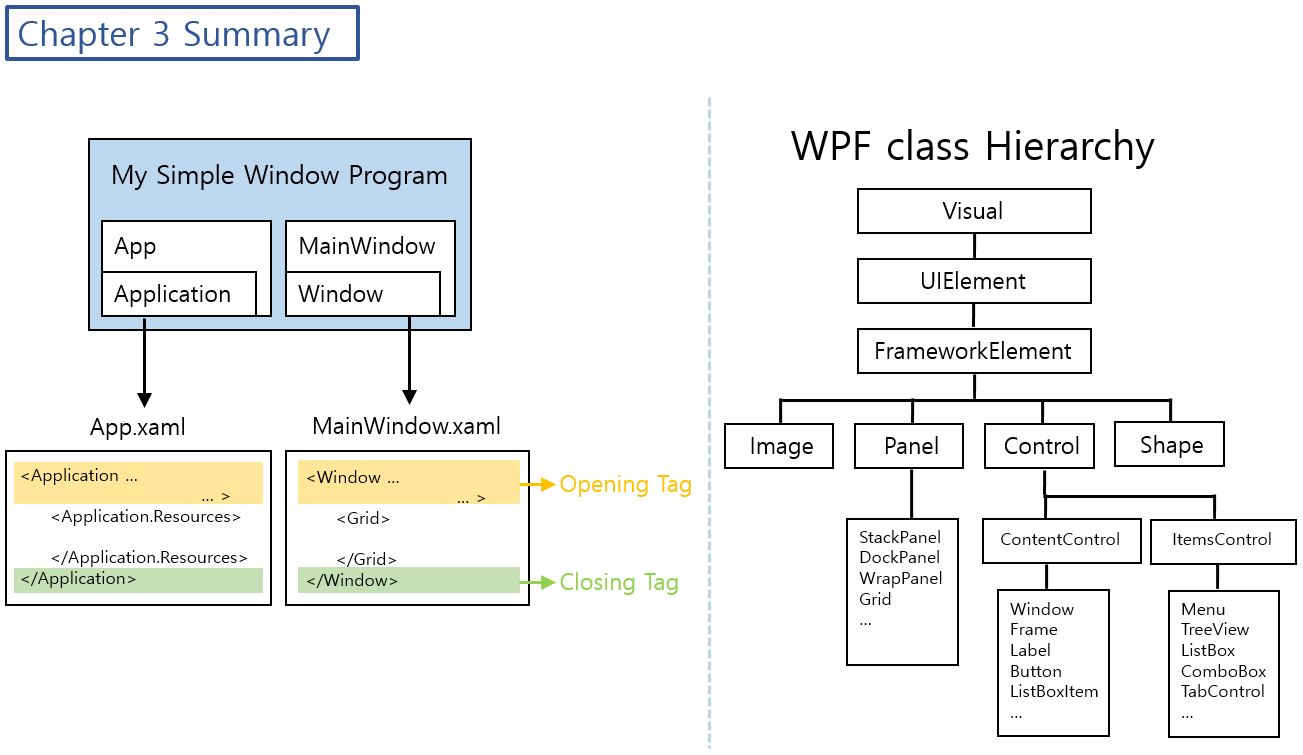 Chapter 3 Summary
My Simple Window Program
App
Application
MainWindow
Window
App.xaml
<Application ...
... >
<Application.Resources>
</Application.Resources>
</Application>
MainWindow.xaml
<Window ...
... >
<Grid>
</Grid>
</Window>
Opening Tag
Closing Tag
WPF class Hierarchy
Visual
UIElement
FrameworkElement
Image
Panel
Control
Shape
StackPanel
DockPanel
WrapPanel
Grid
...
ContentControl
ItemsControl
Window
Frame
Label
Button
ListBoxItem
...
Menu
TreeView
ListBox
ComboBox
TabControl
...